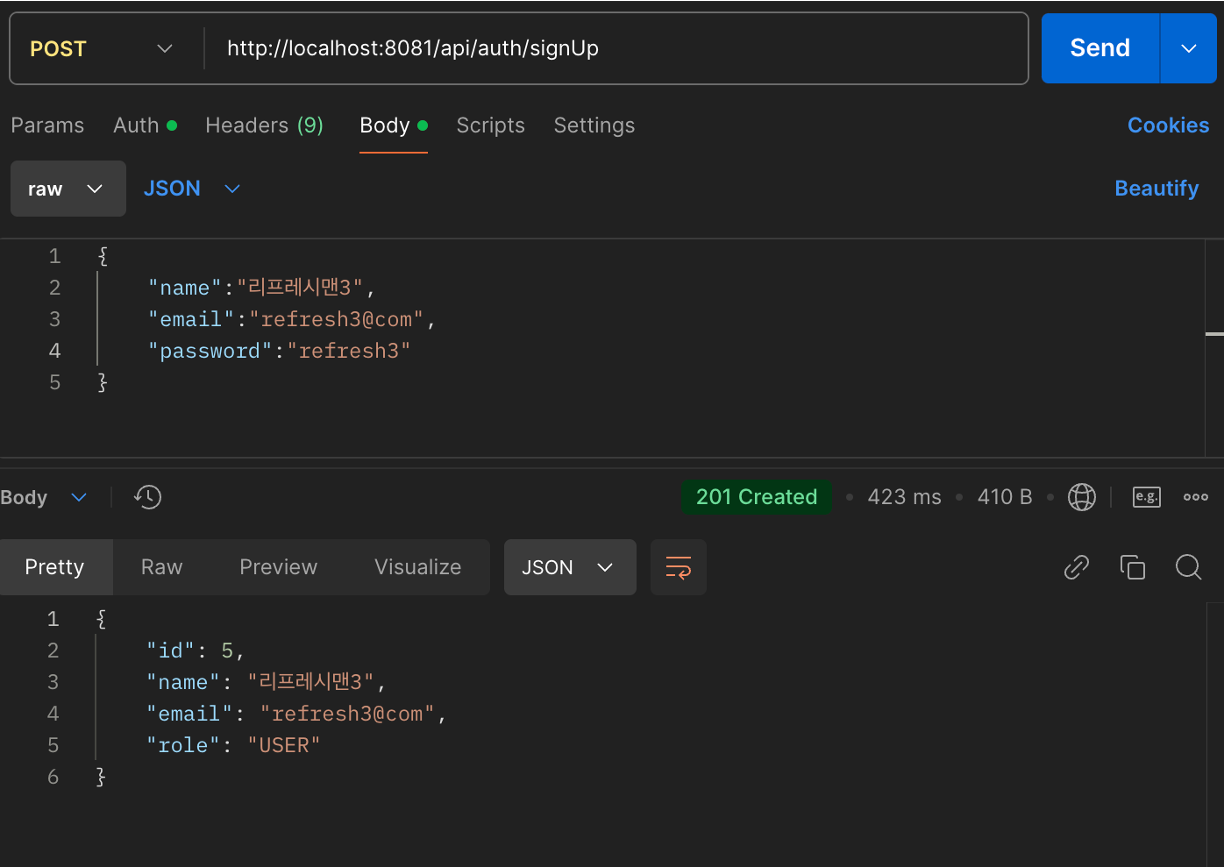 POST http://localhost:8081/api/auth/signUp Send
Params Auth Headers (9) Body Scripts Settings Cookies
raw JSON Beautify
1 {
2 "name":"리프레시맨3",
3 "email":"refresh3@com",
4 "password":"refresh3"
5 }
Body 201 Created • 423 ms • 410 B • e.g.
Pretty Raw Preview Visualize JSON
1 {
2 "id": 5,
3 "name": "리프레시맨3",
4 "email": "refresh3@com",
5 "role": "USER"
6 }